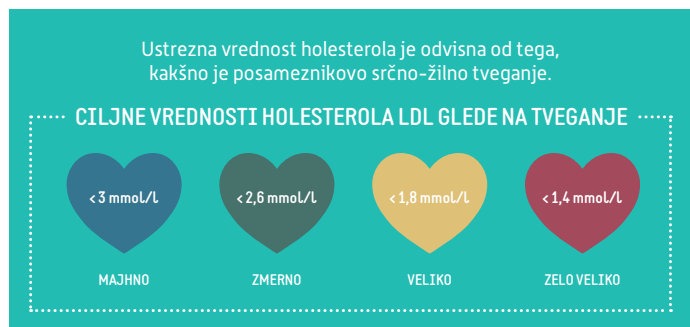 Ustrezna vrednost holesterola je odvisna od tega,
kakšno je posameznikovo srčno-žilno tveganje.
CILJNE VREDNOSTI HOLESTEROLA LDL GLEDE NA TVEGANJE
< 3 mmol/l
< 2,6 mmol/l
< 1,8 mmol/l
< 1,4 mmol/l
MAJHNO
ZMERNO
VELIKO
ZELO VELIKO